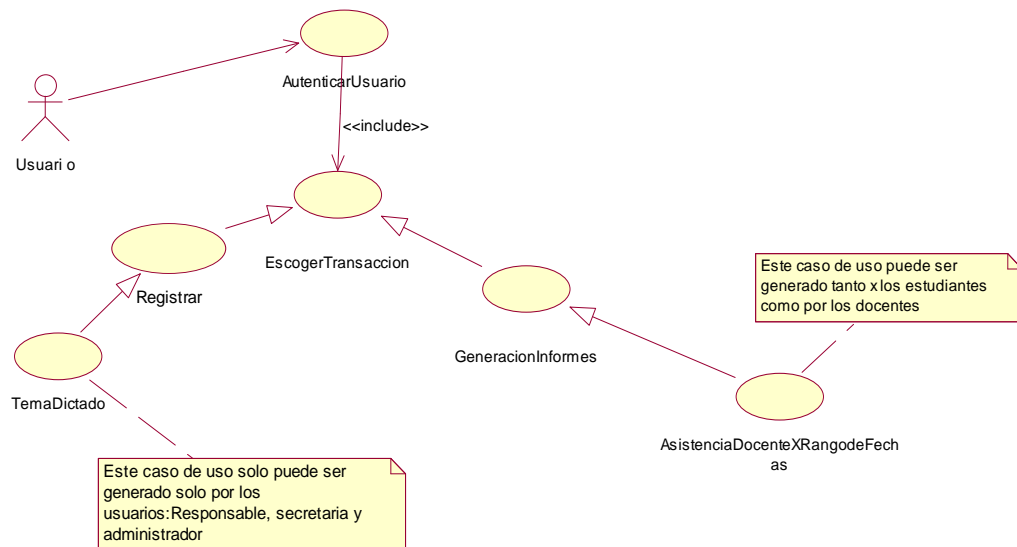 AutenticarUsuario
<<include>>
Usuari o
EscogerTransaccion
Registrar
Este caso de uso puede ser
generado tanto x los estudiantes
como por los docentes
GeneracionInformes
TemaDictado
AsistenciaDocenteXRangodeFech
as
Este caso de uso solo puede ser
generado solo por los
usuarios:Responsable, secretaria y
administrador